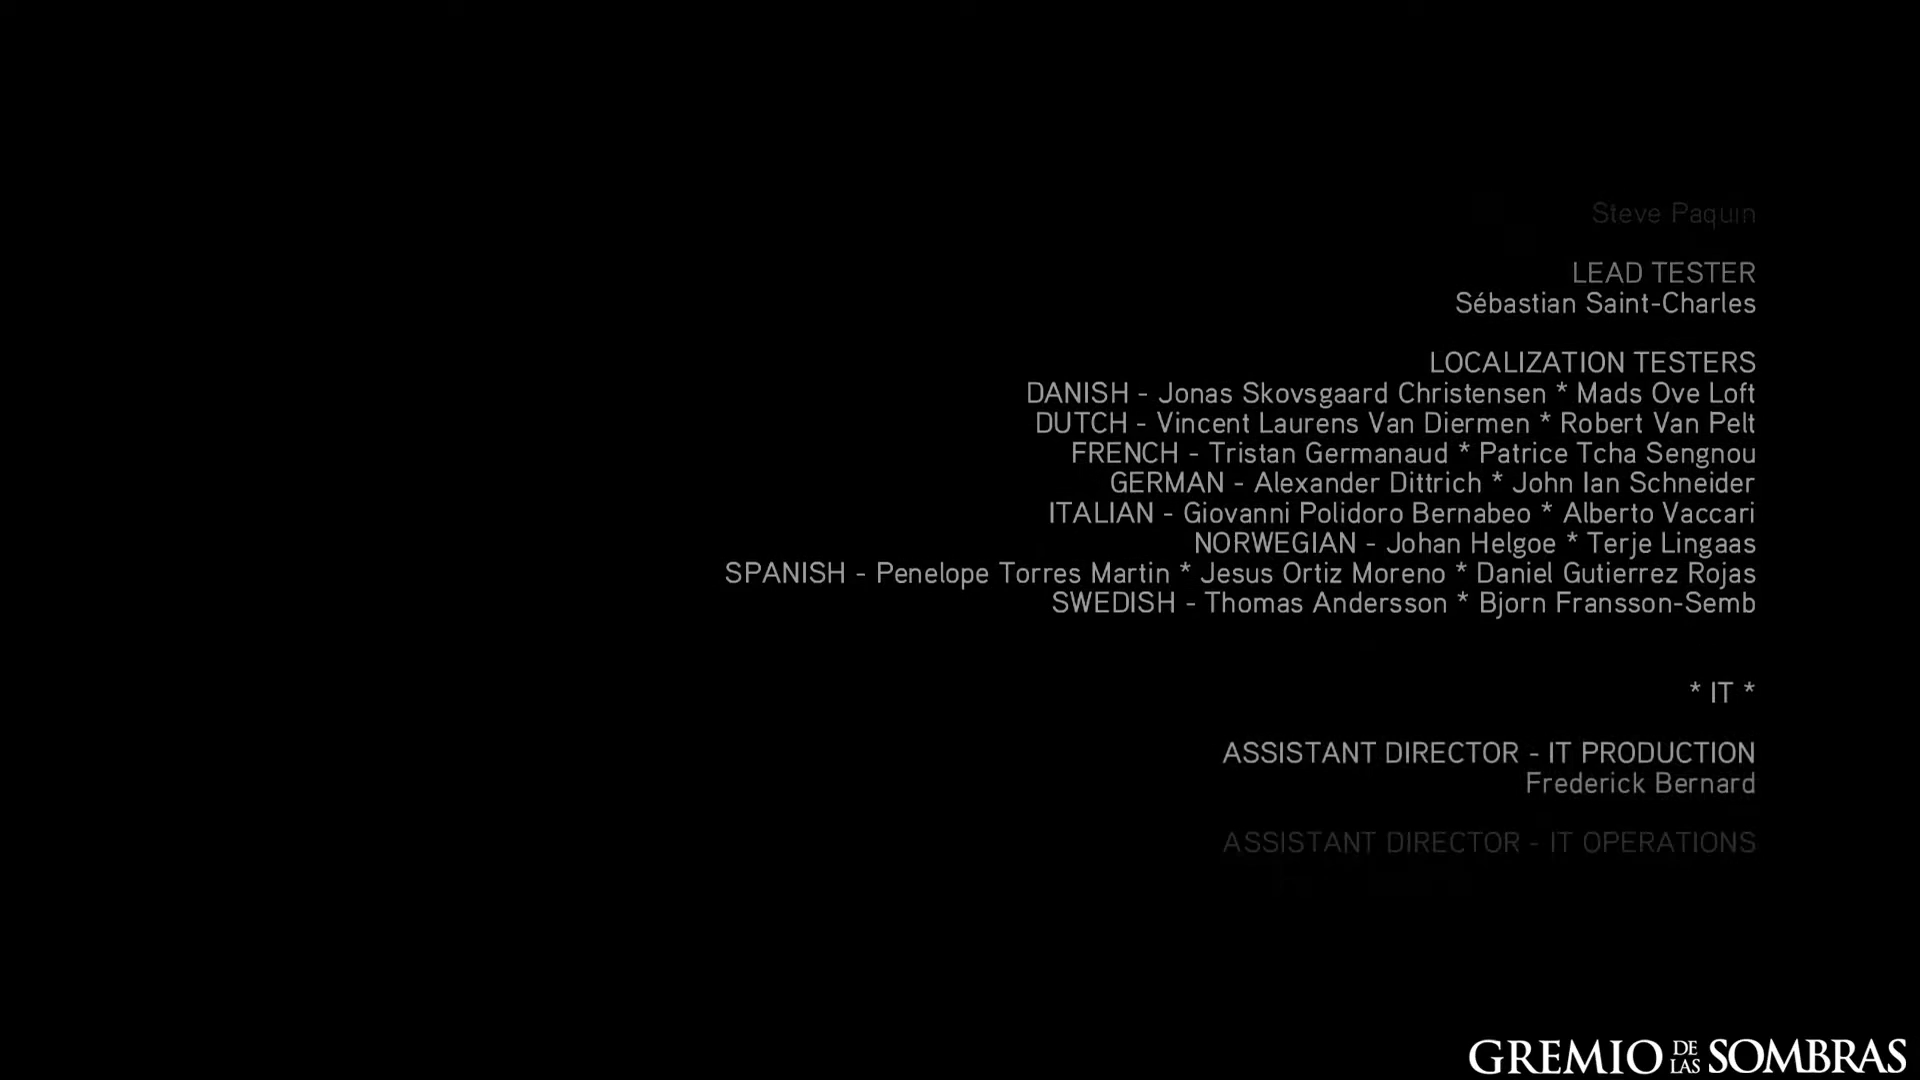 Steve Paquin
LEAD TESTER
Sébastian Saint-Charles
LOCALIZATION TESTERS
DANISH - Jonas Skovsgaard Christensen * Mads Ove Loft
DUTCH - Vincent Laurens Van Diermen * Robert Van Pelt
FRENCH - Tristan Germanaud * Patrice Tcha Sengnou
GERMAN - Alexander Dittrich * John Ian Schneider
ITALIAN - Giovanni Polidoro Bernabeo * Alberto Vaccari
NORWEGIAN - Johan Helgoe * Terje Lingaas
SPANISH - Penelope Torres Martin * Jesus Ortiz Moreno * Daniel Gutierrez Rojas
SWEDISH - Thomas Andersson * Bjorn Fransson-Semb
* IT *
ASSISTANT DIRECTOR - IT PRODUCTION
Frederick Bernard
ASSISTANT DIRECTOR - IT OPERATIONS
GREMIO DE LAS SOMBRAS